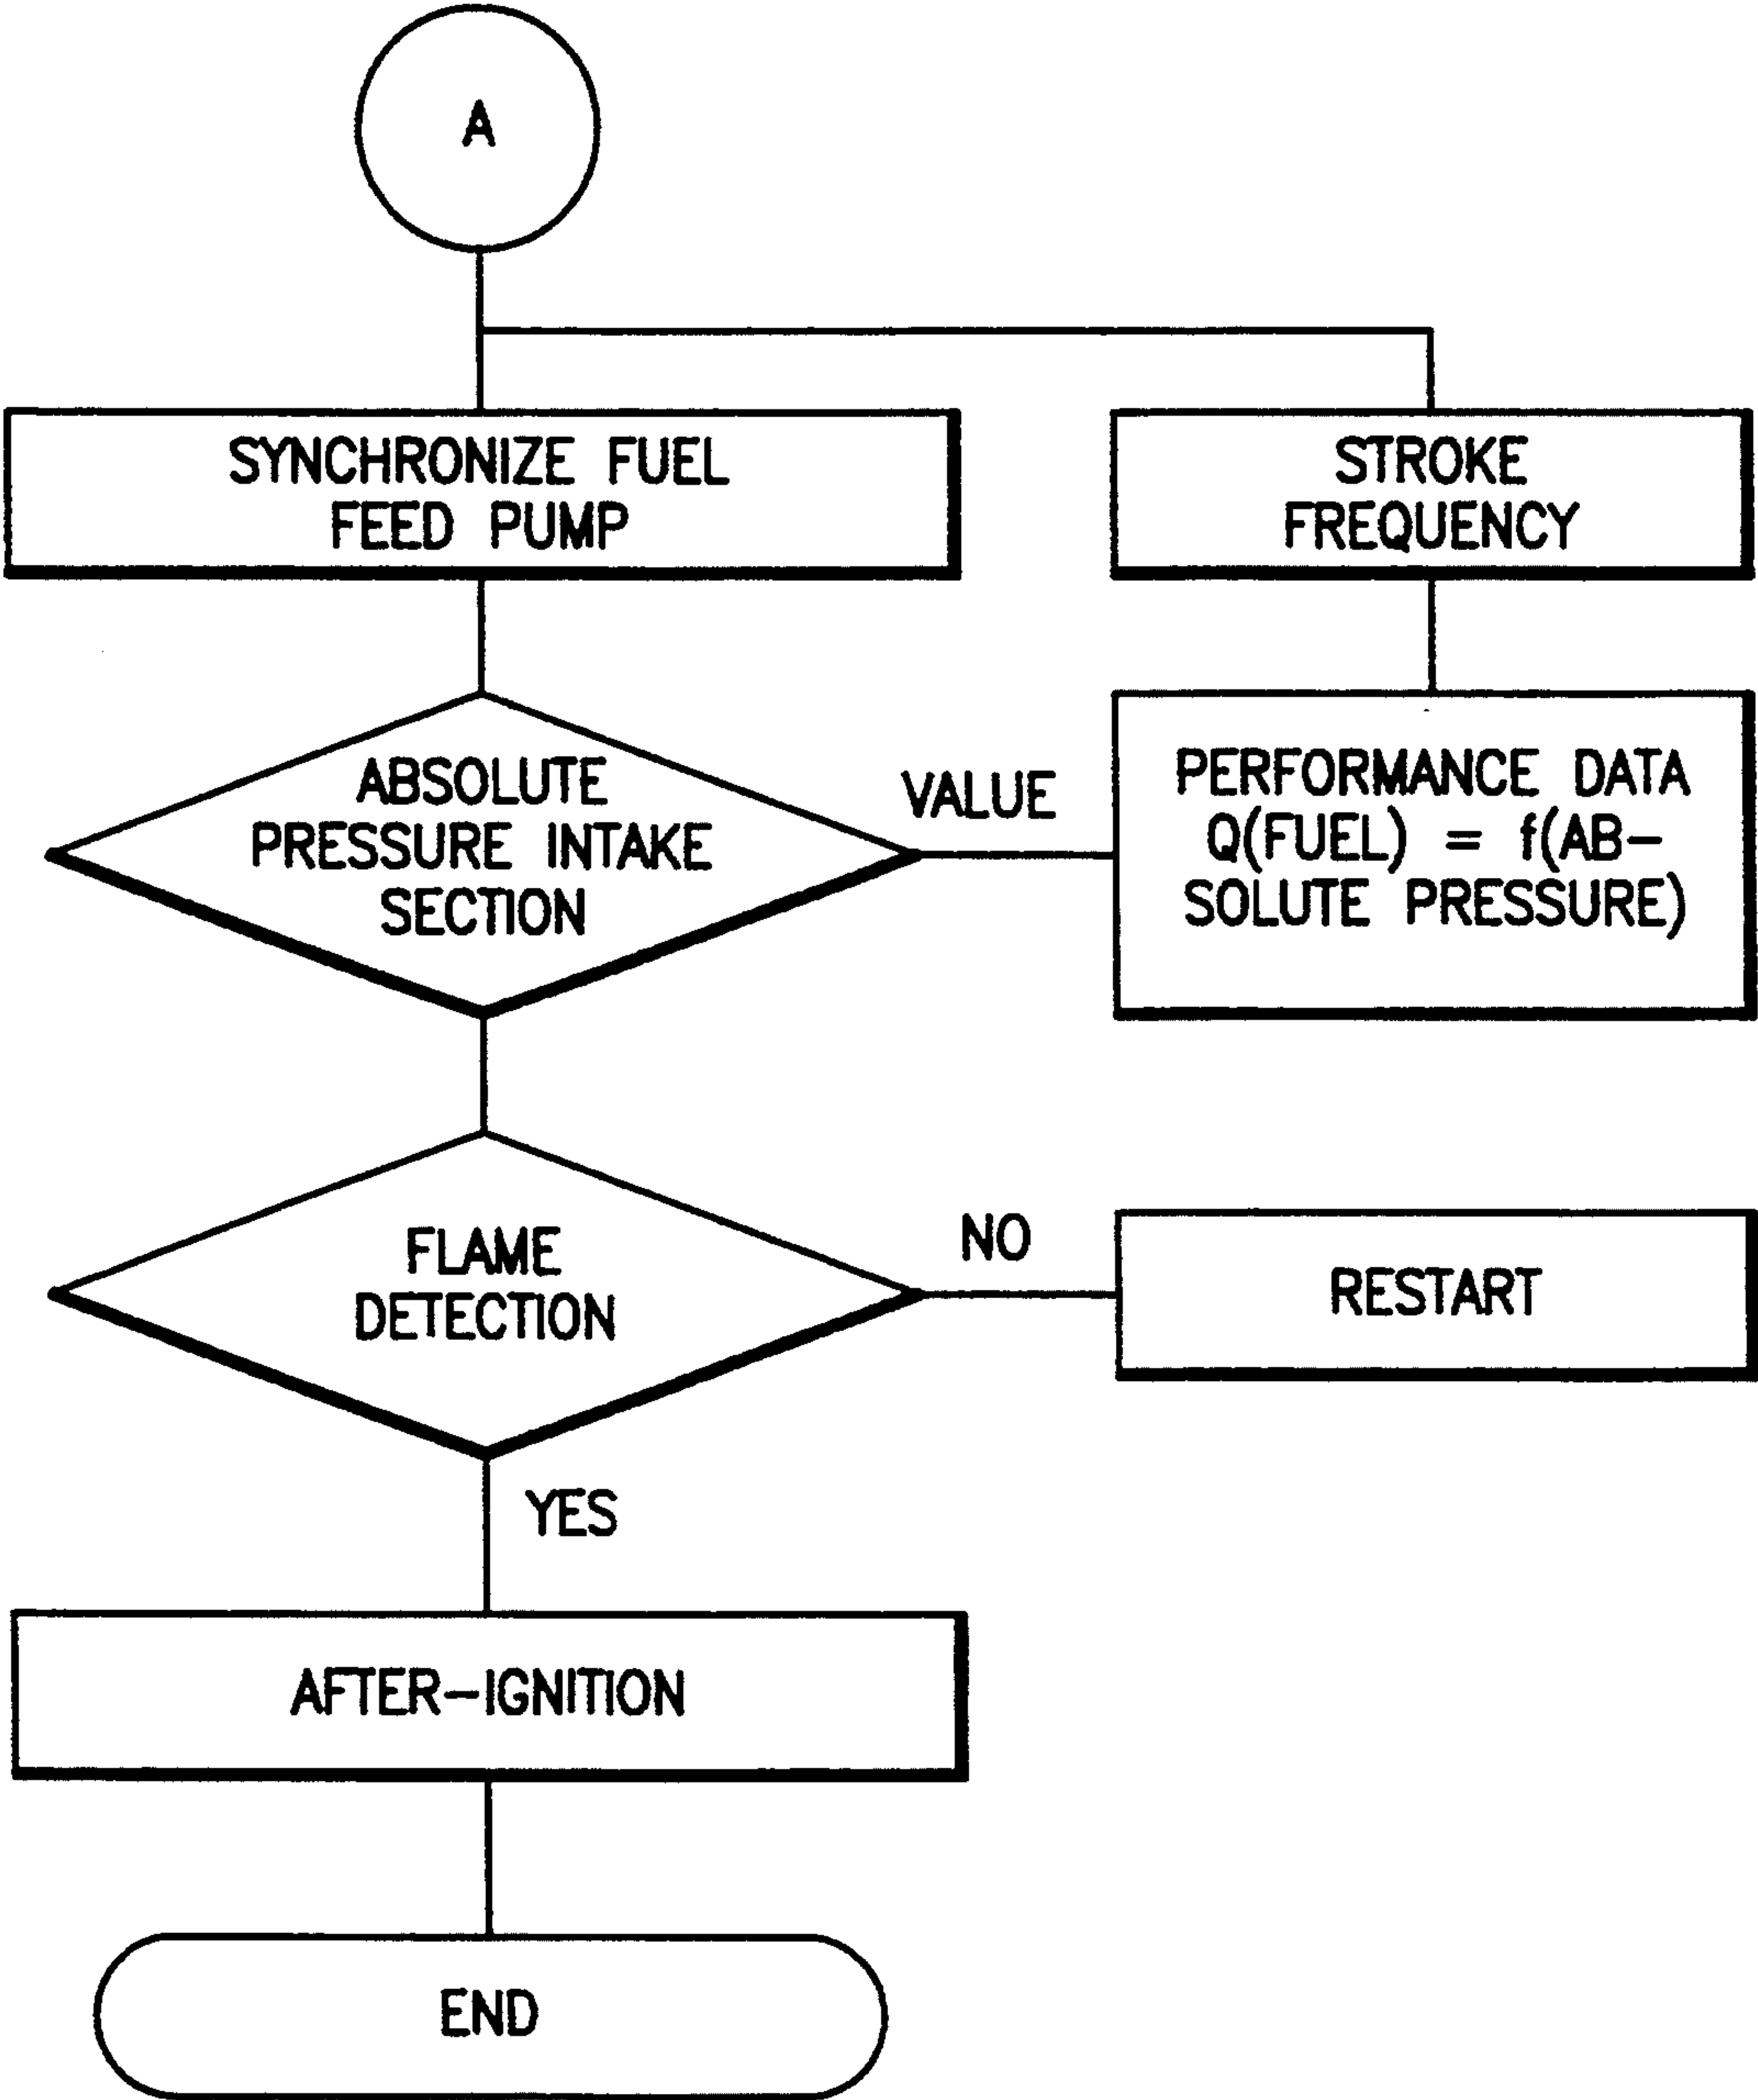 A
SYNCHRONIZE FUEL
FEED PUMP
STROKE
FREQUENCY
ABSOLUTE
PRESSURE INTAKE
SECTION
VALUE
PERFORMANCE DATA
Q(FUEL) = f(AB-
SOLUTE PRESSURE)
FLAME
DETECTION
NO
RESTART
YES
AFTER-IGNITION
END